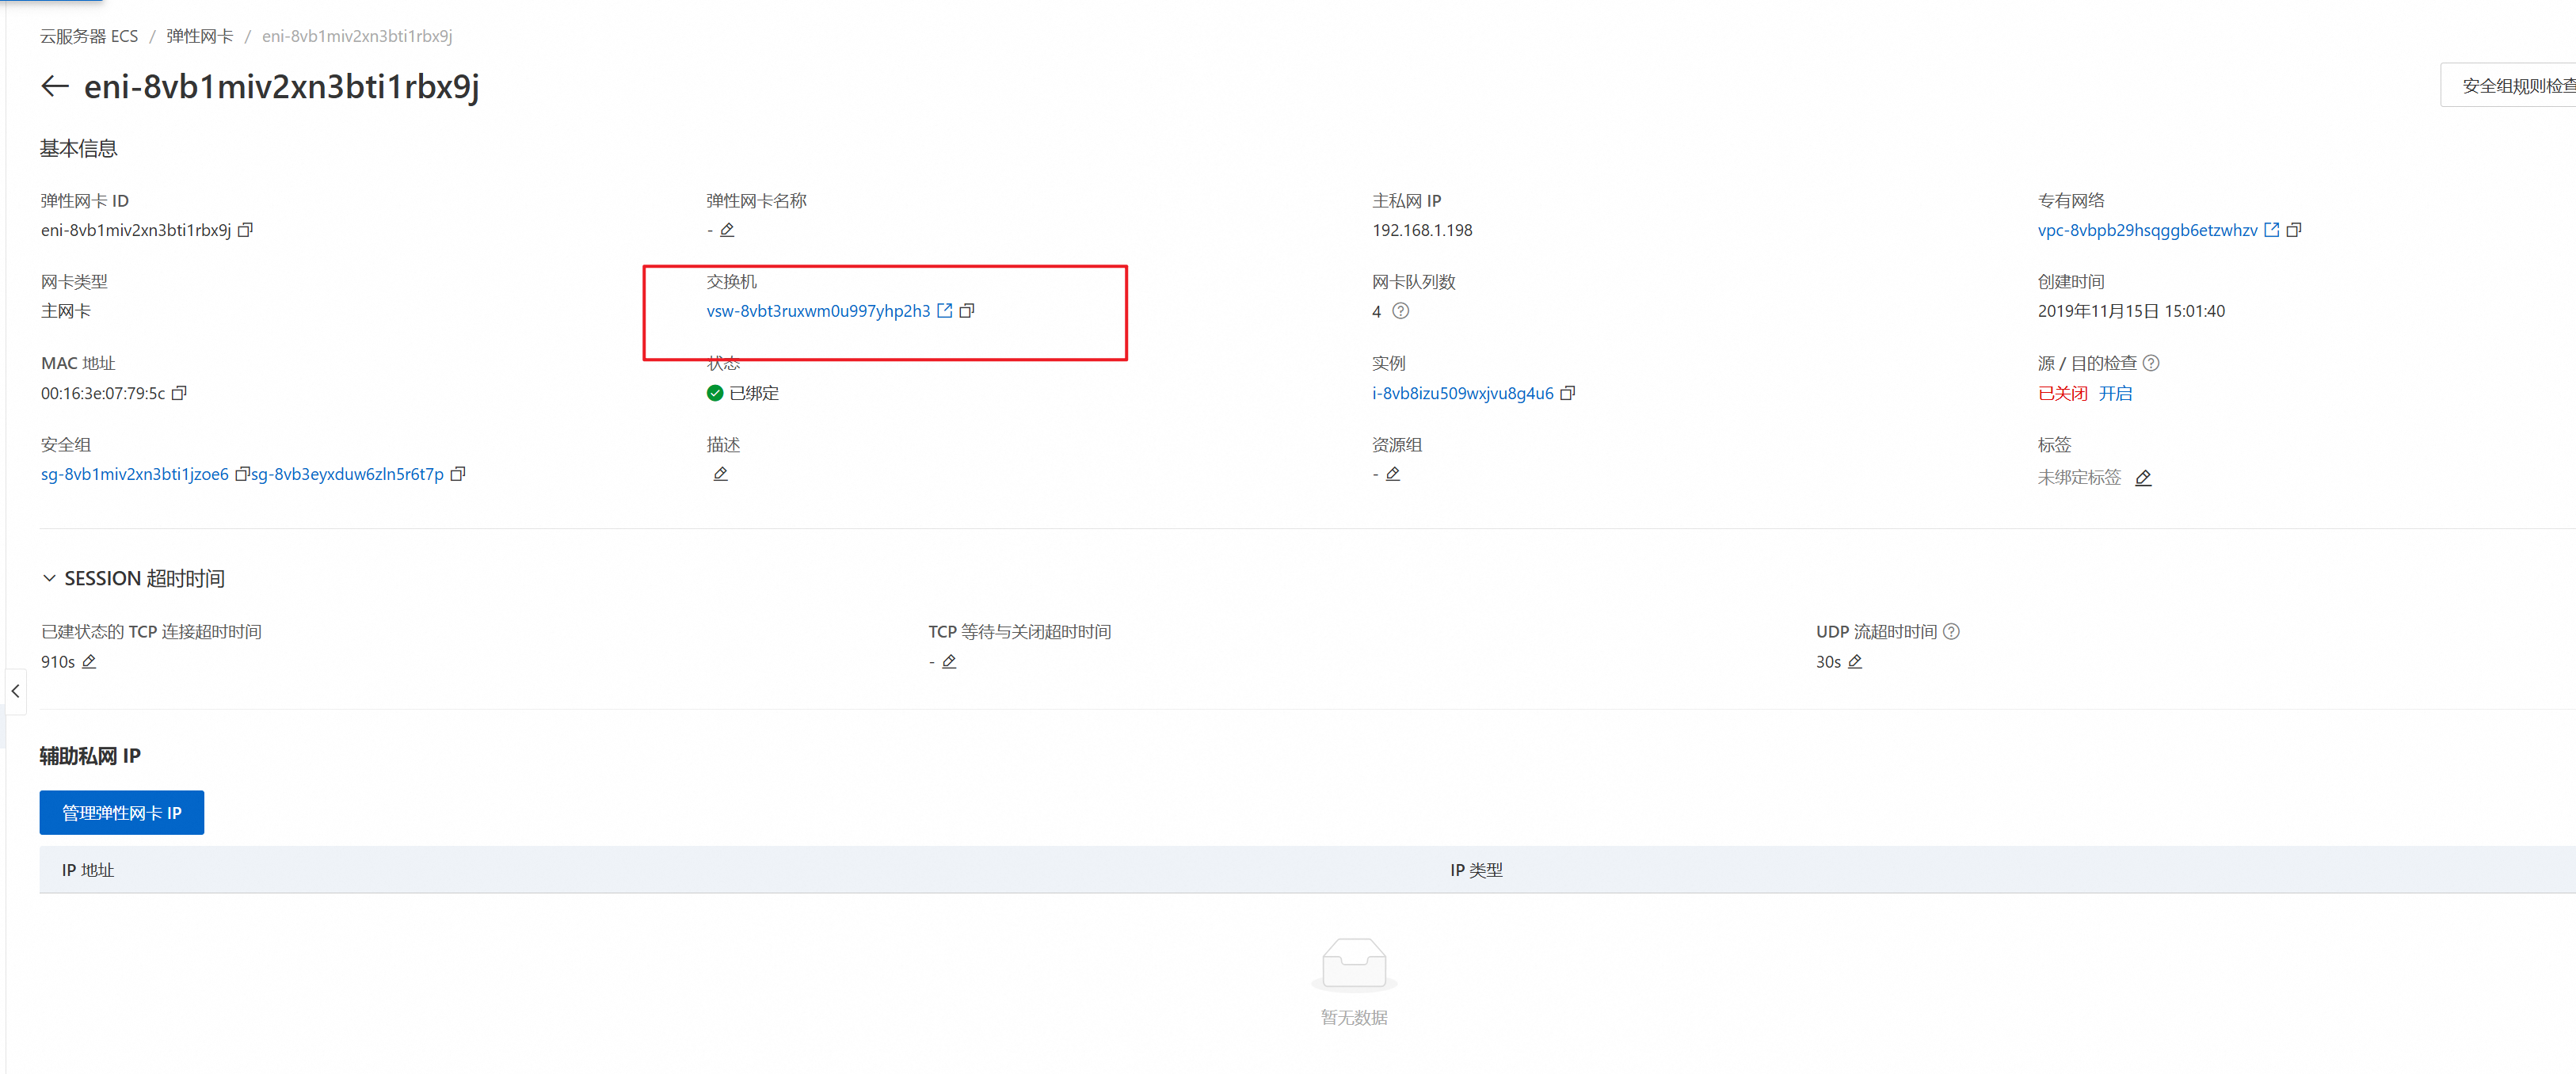 云服务器 ECS / 弹性网卡 / eni-8vb1miv2xn3bti1rbx9j
eni-8vb1miv2xn3bti1rbx9j
安全组规则检查
基本信息
弹性网卡 ID
eni-8vb1miv2xn3bti1rbx9j
弹性网卡名称
-
主私网 IP
192.168.1.198
专有网络
vpc-8vbpb29hsqggb6etzwhzv
网卡类型
主网卡
交换机
vsw-8vbt3ruxwm0u997yhp2h3
网卡队列数
4
创建时间
2019年11月15日 15:01:40
MAC 地址
00:16:3e:07:79:5c
状态
已绑定
实例
i-8vb8izu509wxjvu8g4u6
源 / 目的检查
已关闭 开启
安全组
sg-8vb1miv2xn3bti1jzoe6 sg-8vb3eyxduw6zln5r6t7p
描述
资源组
-
标签
未绑定标签
SESSION 超时时间
已建状态的 TCP 连接超时时间
910s
TCP 等待与关闭超时时间
-
UDP 流超时时间
30s
辅助私网 IP
管理弹性网卡 IP
IP 地址 IP 类型
暂无数据